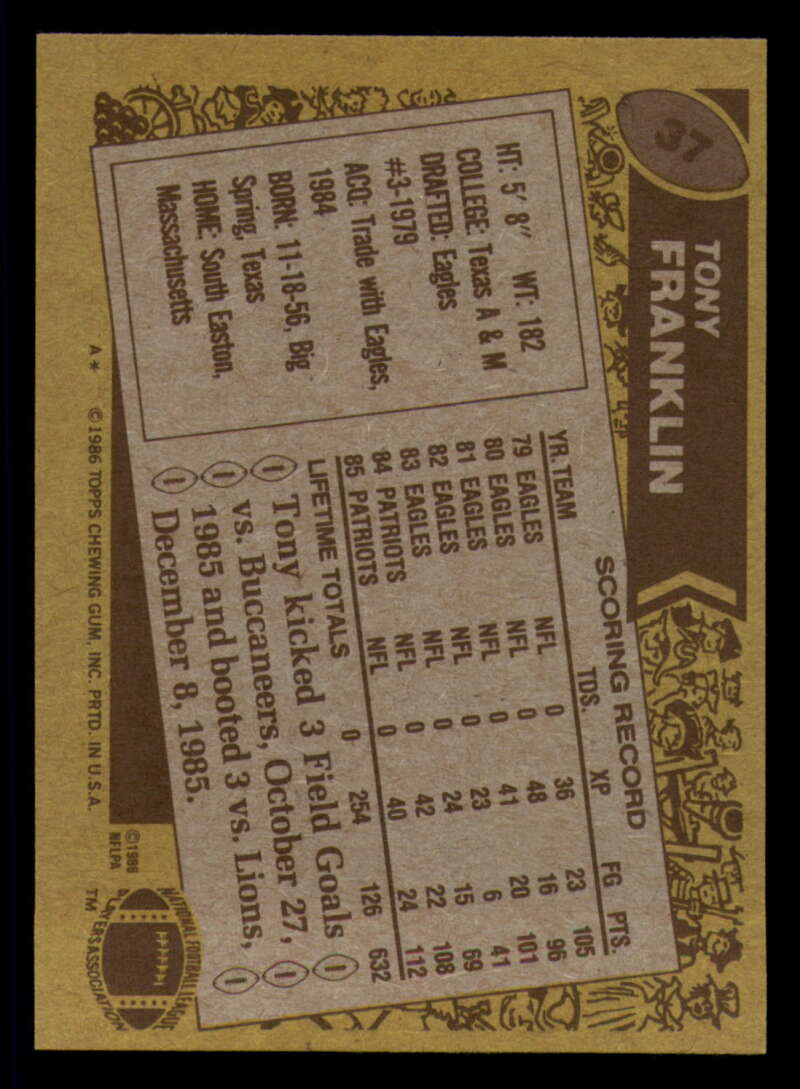 37
TONY
FRANKLIN
HT: 5' 8" WT: 182
COLLEGE: Texas A & M
DRAFTED: Eagles
#3-1979
ACQ: Trade with Eagles,
1984
BORN: 11-18-56, Big
Spring, Texas
HOME: South Easton,
Massachusetts
SCORING RECORD
YR. TEAM TDS. XP FG PTS.
79 EAGLES NFL 0 36 23 105
80 EAGLES NFL 0 48 16 96
81 EAGLES NFL 0 41 20 101
82 EAGLES NFL 0 23 6 41
83 EAGLES NFL 0 24 15 69
84 PATRIOTS NFL 0 42 22 108
85 PATRIOTS NFL 0 40 24 112
LIFETIME TOTALS 0 254 126 632
Tony kicked 3 Field Goals
vs. Buccaneers, October 27,
1985 and booted 3 vs. Lions,
December 8, 1985.
A* ©1986 TOPPS CHEWING GUM, INC. PRTD. IN U.S.A.
©1986
NFLPA
NATIONAL FOOTBALL LEAGUE
ERS ASSOCIATION
TM